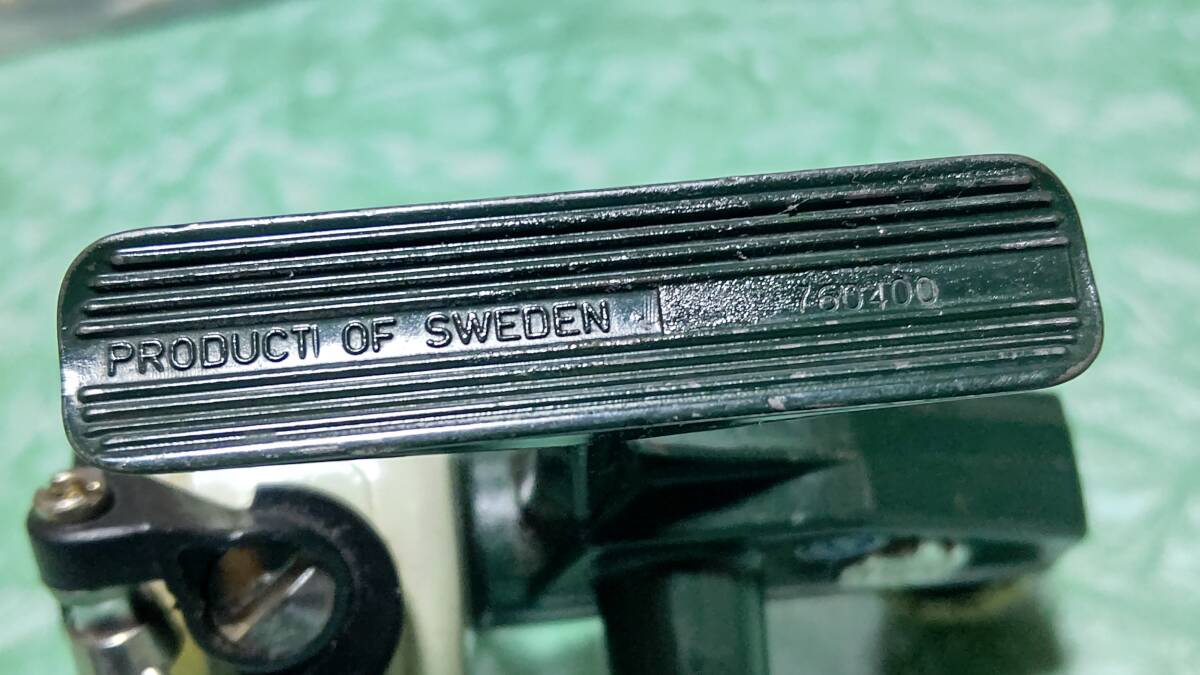 PRODUCTI OF SWEDEN 760400